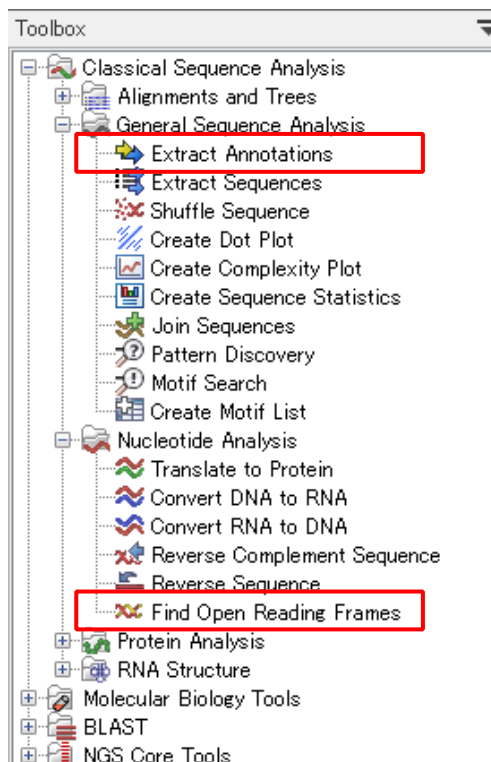 Toolbox
Classical Sequence Analysis
Alignments and Trees
General Sequence Analysis
Extract Annotations
Extract Sequences
Shuffle Sequence
Create Dot Plot
Create Complexity Plot
Create Sequence Statistics
Join Sequences
Pattern Discovery
Motif Search
Create Motif List
Nucleotide Analysis
Translate to Protein
Convert DNA to RNA
Convert RNA to DNA
Reverse Complement Sequence
Reverse Sequence
Find Open Reading Frames
Protein Analysis
RNA Structure
Molecular Biology Tools
BLAST
NGS Core Tools